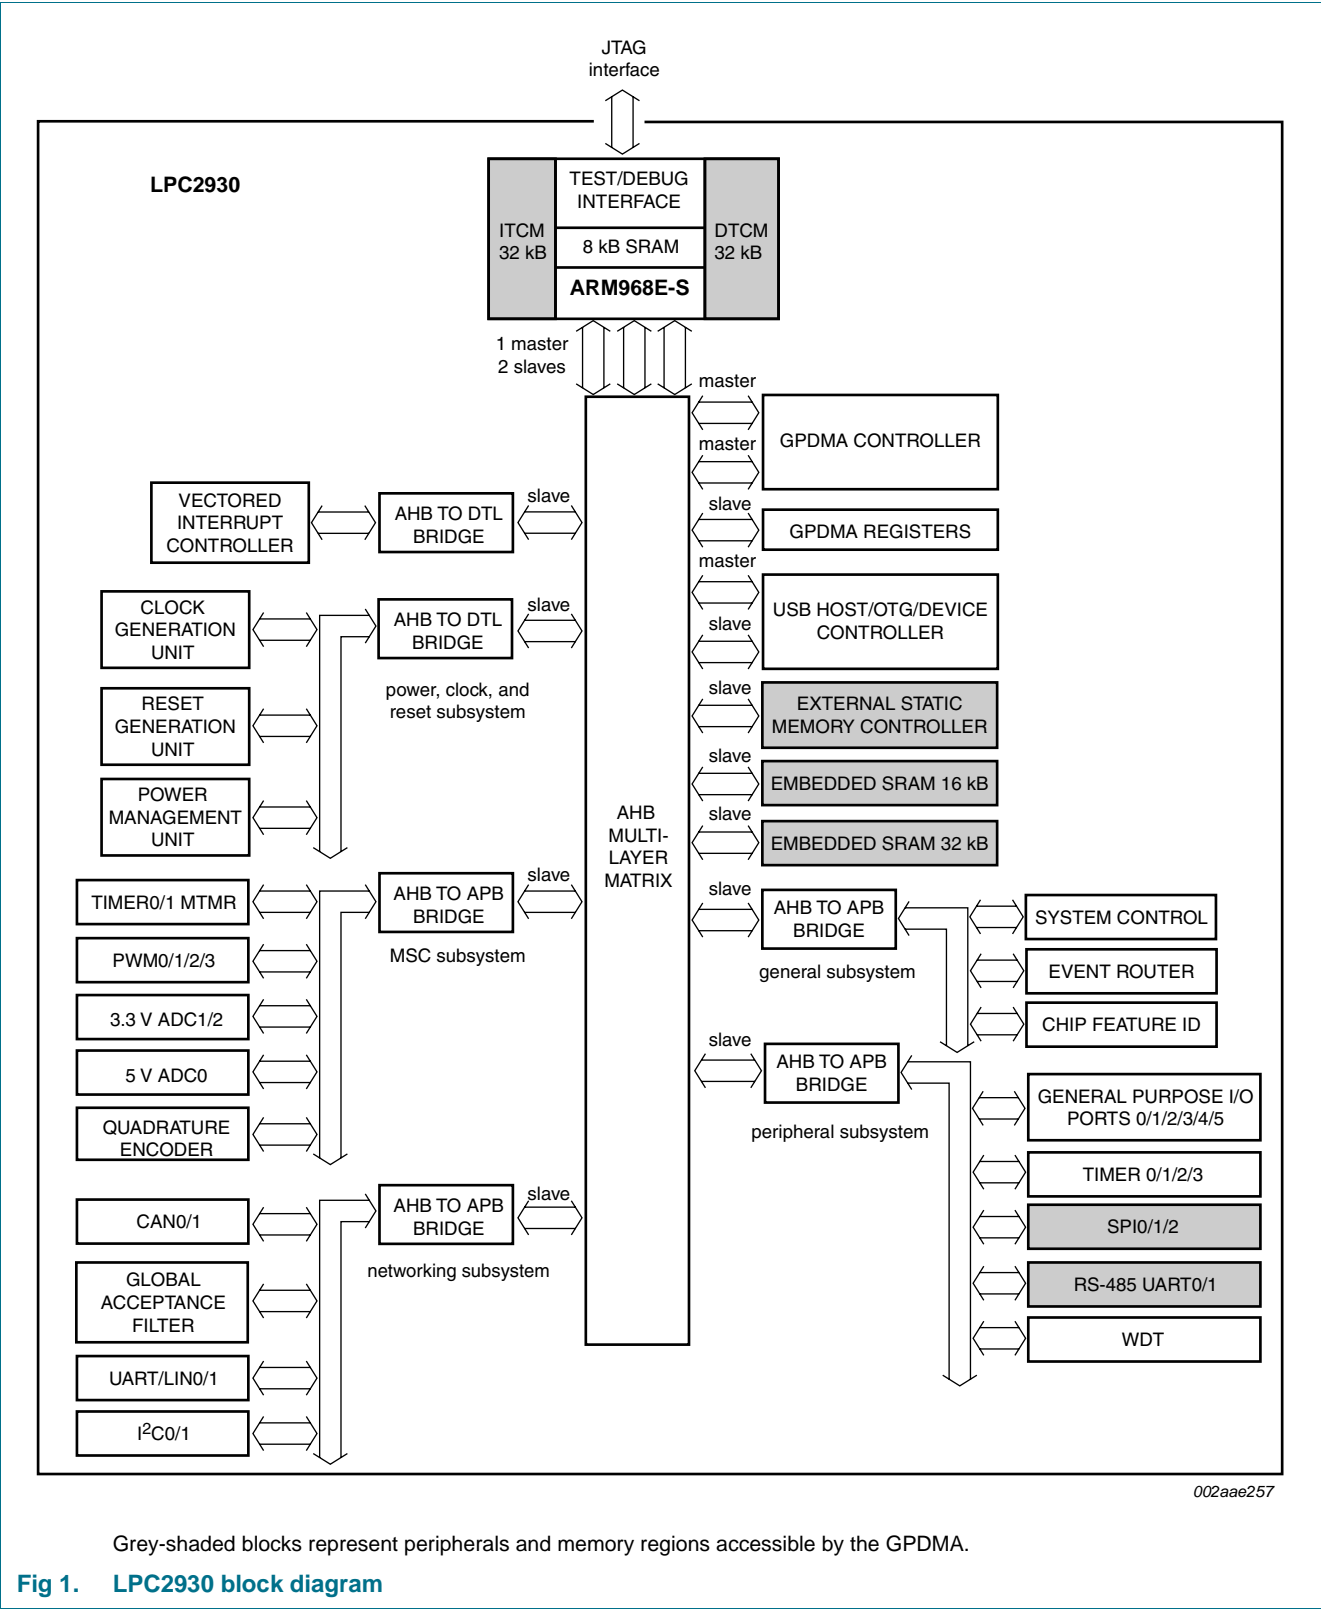 JTAG
interface
LPC2930
TEST/DEBUG
INTERFACE
ITCM
32 kB
DTCM
32 kB
8 kB SRAM
ARM968E-S
1 master
2 slaves
master
GPDMA CONTROLLER
master
slave
GPDMA REGISTERS
master
USB HOST/OTG/DEVICE
CONTROLLER
slave
slave
EXTERNAL STATIC
MEMORY CONTROLLER
slave
EMBEDDED SRAM 16 kB
slave
EMBEDDED SRAM 32 kB
AHB
MULTI-
LAYER
MATRIX
VECTORED
INTERRUPT
CONTROLLER
AHB TO DTL
BRIDGE
slave
CLOCK
GENERATION
UNIT
AHB TO DTL
BRIDGE
slave
power, clock, and
reset subsystem
RESET
GENERATION
UNIT
POWER
MANAGEMENT
UNIT
TIMER0/1 MTMR
AHB TO APB
BRIDGE
slave
MSC subsystem
PWM0/1/2/3
3.3 V ADC1/2
5 V ADC0
QUADRATURE
ENCODER
CAN0/1
AHB TO APB
BRIDGE
slave
networking subsystem
GLOBAL
ACCEPTANCE
FILTER
UART/LIN0/1
I2C0/1
slave
AHB TO APB
BRIDGE
general subsystem
SYSTEM CONTROL
EVENT ROUTER
CHIP FEATURE ID
slave
AHB TO APB
BRIDGE
peripheral subsystem
GENERAL PURPOSE I/O
PORTS 0/1/2/3/4/5
TIMER 0/1/2/3
SPI0/1/2
RS-485 UART0/1
WDT
002aae257
Grey-shaded blocks represent peripherals and memory regions accessible by the GPDMA.
Fig 1. LPC2930 block diagram